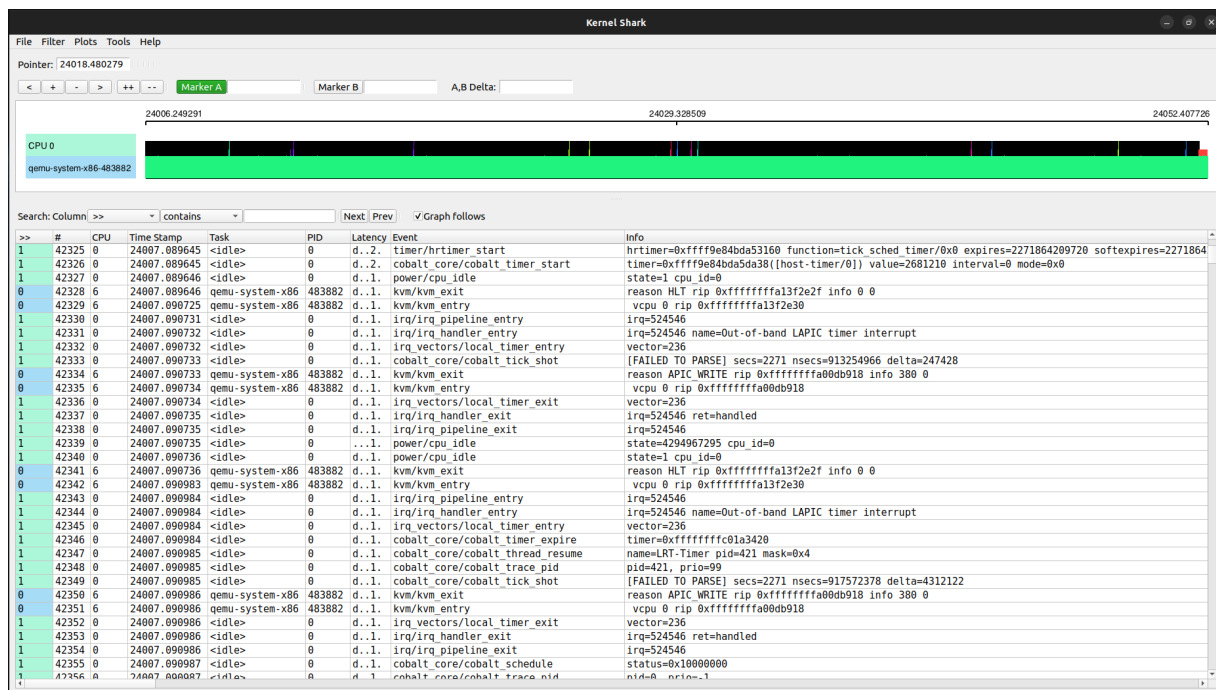 Kernel Shark
File Filter Plots Tools Help
Pointer: 24018.480279
< + - > ++ -- Marker A Marker B A,B Delta:
24006.249291 24029.328509 24052.407726
CPU 0
qemu-system-x86-483882
Search: Column >> contains Next Prev Graph follows
>> # CPU Time Stamp Task PID Latency Event Info
1 42325 0 24007.089645 <idle> 0 d..2. timer/hrtimer_start hrtimer=0xffff9e84bda53160 function=tick_sched_timer/0x0 expires=2271864209720 softexpires=2271864
1 42326 0 24007.089645 <idle> 0 d..2. cobalt_core/cobalt_timer_start timer=0xffff9e84bda5da38([host-timer/0]) value=2681210 interval=0 mode=0x0
1 42327 0 24007.089646 <idle> 0 d..1. power/cpu_idle state=1 cpu_id=0
0 42328 6 24007.089646 qemu-system-x86 483882 d..1. kvm/kvm_exit reason HLT rip 0xffffffffa13f2e2f info 0 0
0 42329 6 24007.090725 qemu-system-x86 483882 d..1. kvm/kvm_entry vcpu 0 rip 0xffffffffa13f2e30
1 42330 0 24007.090731 <idle> 0 d..1. irq/irq_pipeline_entry irq=524546
1 42331 0 24007.090732 <idle> 0 d..1. irq/irq_handler_entry irq=524546 name=Out-of-band LAPIC timer interrupt
1 42332 0 24007.090732 <idle> 0 d..1. irq_vectors/local_timer_entry vector=236
1 42333 0 24007.090733 <idle> 0 d..1. cobalt_core/cobalt_tick_shot [FAILED TO PARSE] secs=2271 nsecs=913254966 delta=247428
0 42334 6 24007.090733 qemu-system-x86 483882 d..1. kvm/kvm_exit reason APIC_WRITE rip 0xffffffffa00db918 info 380 0
0 42335 6 24007.090734 qemu-system-x86 483882 d..1. kvm/kvm_entry vcpu 0 rip 0xffffffffa00db918
1 42336 0 24007.090734 <idle> 0 d..1. irq_vectors/local_timer_exit vector=236
1 42337 0 24007.090735 <idle> 0 d..1. irq/irq_handler_exit irq=524546 ret=handled
1 42338 0 24007.090735 <idle> 0 d..1. irq/irq_pipeline_exit irq=524546
1 42339 0 24007.090735 <idle> 0 ...1. power/cpu_idle state=4294967295 cpu_id=0
1 42340 0 24007.090736 <idle> 0 d..1. power/cpu_idle state=1 cpu_id=0
0 42341 6 24007.090736 qemu-system-x86 483882 d..1. kvm/kvm_exit reason HLT rip 0xffffffffa13f2e2f info 0 0
0 42342 6 24007.090983 qemu-system-x86 483882 d..1. kvm/kvm_entry vcpu 0 rip 0xffffffffa13f2e30
1 42343 0 24007.090984 <idle> 0 d..1. irq/irq_pipeline_entry irq=524546
1 42344 0 24007.090984 <idle> 0 d..1. irq/irq_handler_entry irq=524546 name=Out-of-band LAPIC timer interrupt
1 42345 0 24007.090984 <idle> 0 d..1. irq_vectors/local_timer_entry vector=236
1 42346 0 24007.090984 <idle> 0 d..1. cobalt_core/cobalt_timer_expire timer=0xffffffffc01a3420
1 42347 0 24007.090985 <idle> 0 d..1. cobalt_core/cobalt_thread_resume name=LRT-Timer pid=421 mask=0x4
1 42348 0 24007.090985 <idle> 0 d..1. cobalt_core/cobalt_trace_pid pid=421, prio=99
1 42349 0 24007.090985 <idle> 0 d..1. cobalt_core/cobalt_tick_shot [FAILED TO PARSE] secs=2271 nsecs=917572378 delta=4312122
0 42350 6 24007.090986 qemu-system-x86 483882 d..1. kvm/kvm_exit reason APIC_WRITE rip 0xffffffffa00db918 info 380 0
0 42351 6 24007.090986 qemu-system-x86 483882 d..1. kvm/kvm_entry vcpu 0 rip 0xffffffffa00db918
1 42352 0 24007.090986 <idle> 0 d..1. irq_vectors/local_timer_exit vector=236
1 42353 0 24007.090986 <idle> 0 d..1. irq/irq_handler_exit irq=524546 ret=handled
1 42354 0 24007.090986 <idle> 0 d..1. irq/irq_pipeline_exit irq=524546
1 42355 0 24007.090987 <idle> 0 d..1. cobalt_core/cobalt_schedule status=0x10000000
1 42356 0 24007.090987 <idle> 0 d..1. cobalt_core/cobalt_trace_pid pid=0, prio=-1